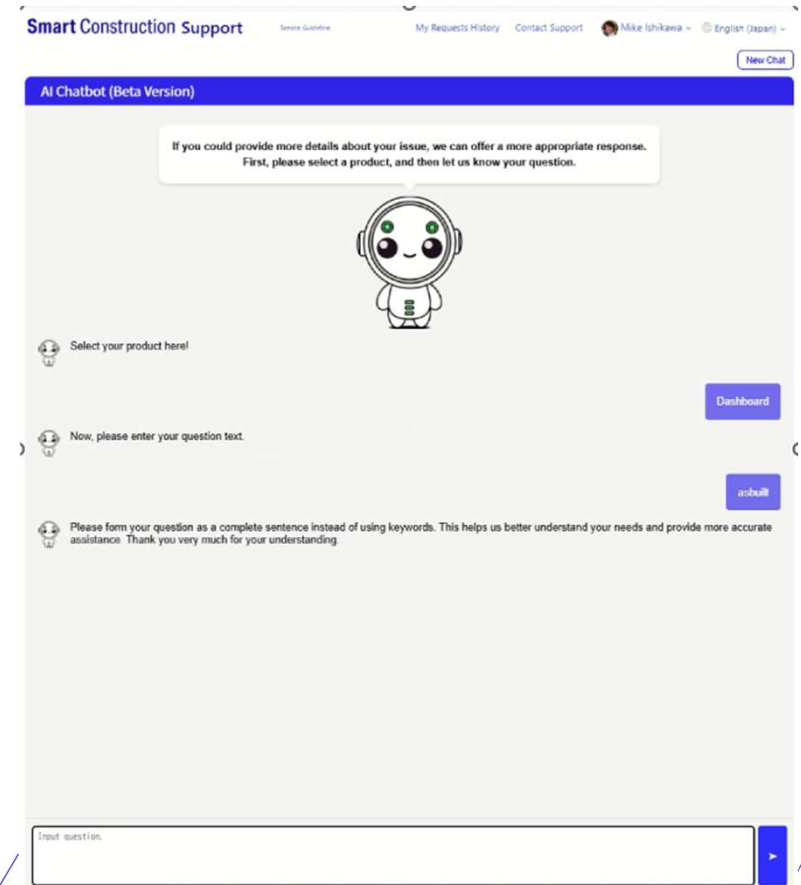 Smart Construction Support
Service Guideline
My Requests History
Contact Support
Mike Ishikawa
English (Japan)
New Chat
AI Chatbot (Beta Version)
If you could provide more details about your issue, we can offer a more appropriate response.
First, please select a product, and then let us know your question.
Select your product here!
Dashboard
Now, please enter your question text.
asbuilt
Please form your question as a complete sentence instead of using keywords. This helps us better understand your needs and provide more accurate
assistance. Thank you very much for your understanding.
Input question.